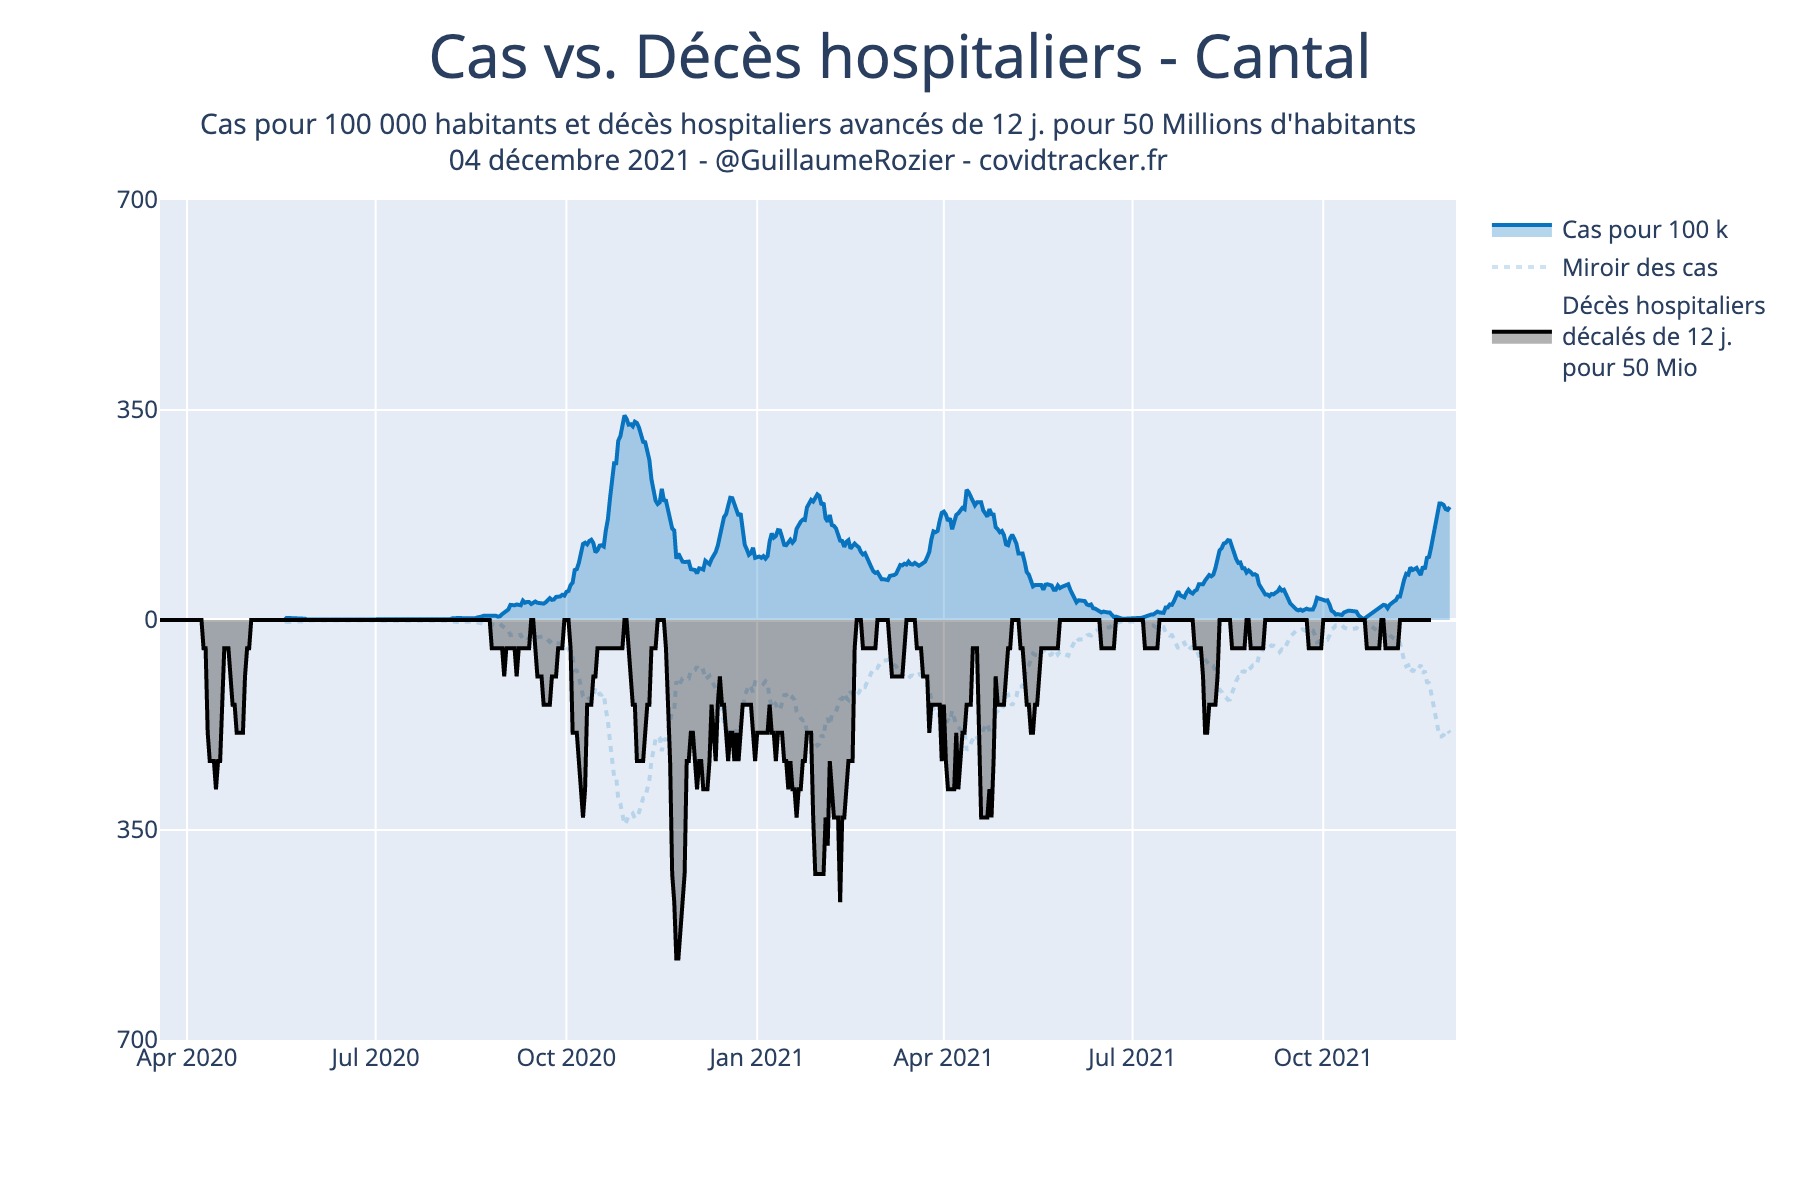 Cas vs. Décès hospitaliers - Cantal
Cas pour 100 000 habitants et décès hospitaliers avancés de 12 j. pour 50 Millions d'habitants
04 décembre 2021 - @GuillaumeRozier - covidtracker.fr
700
350
0
350
700
Apr 2020
Jul 2020
Oct 2020
Jan 2021
Apr 2021
Jul 2021
Oct 2021
Cas pour 100 k
Miroir des cas
Décès hospitaliers
décalés de 12 j.
pour 50 Mio